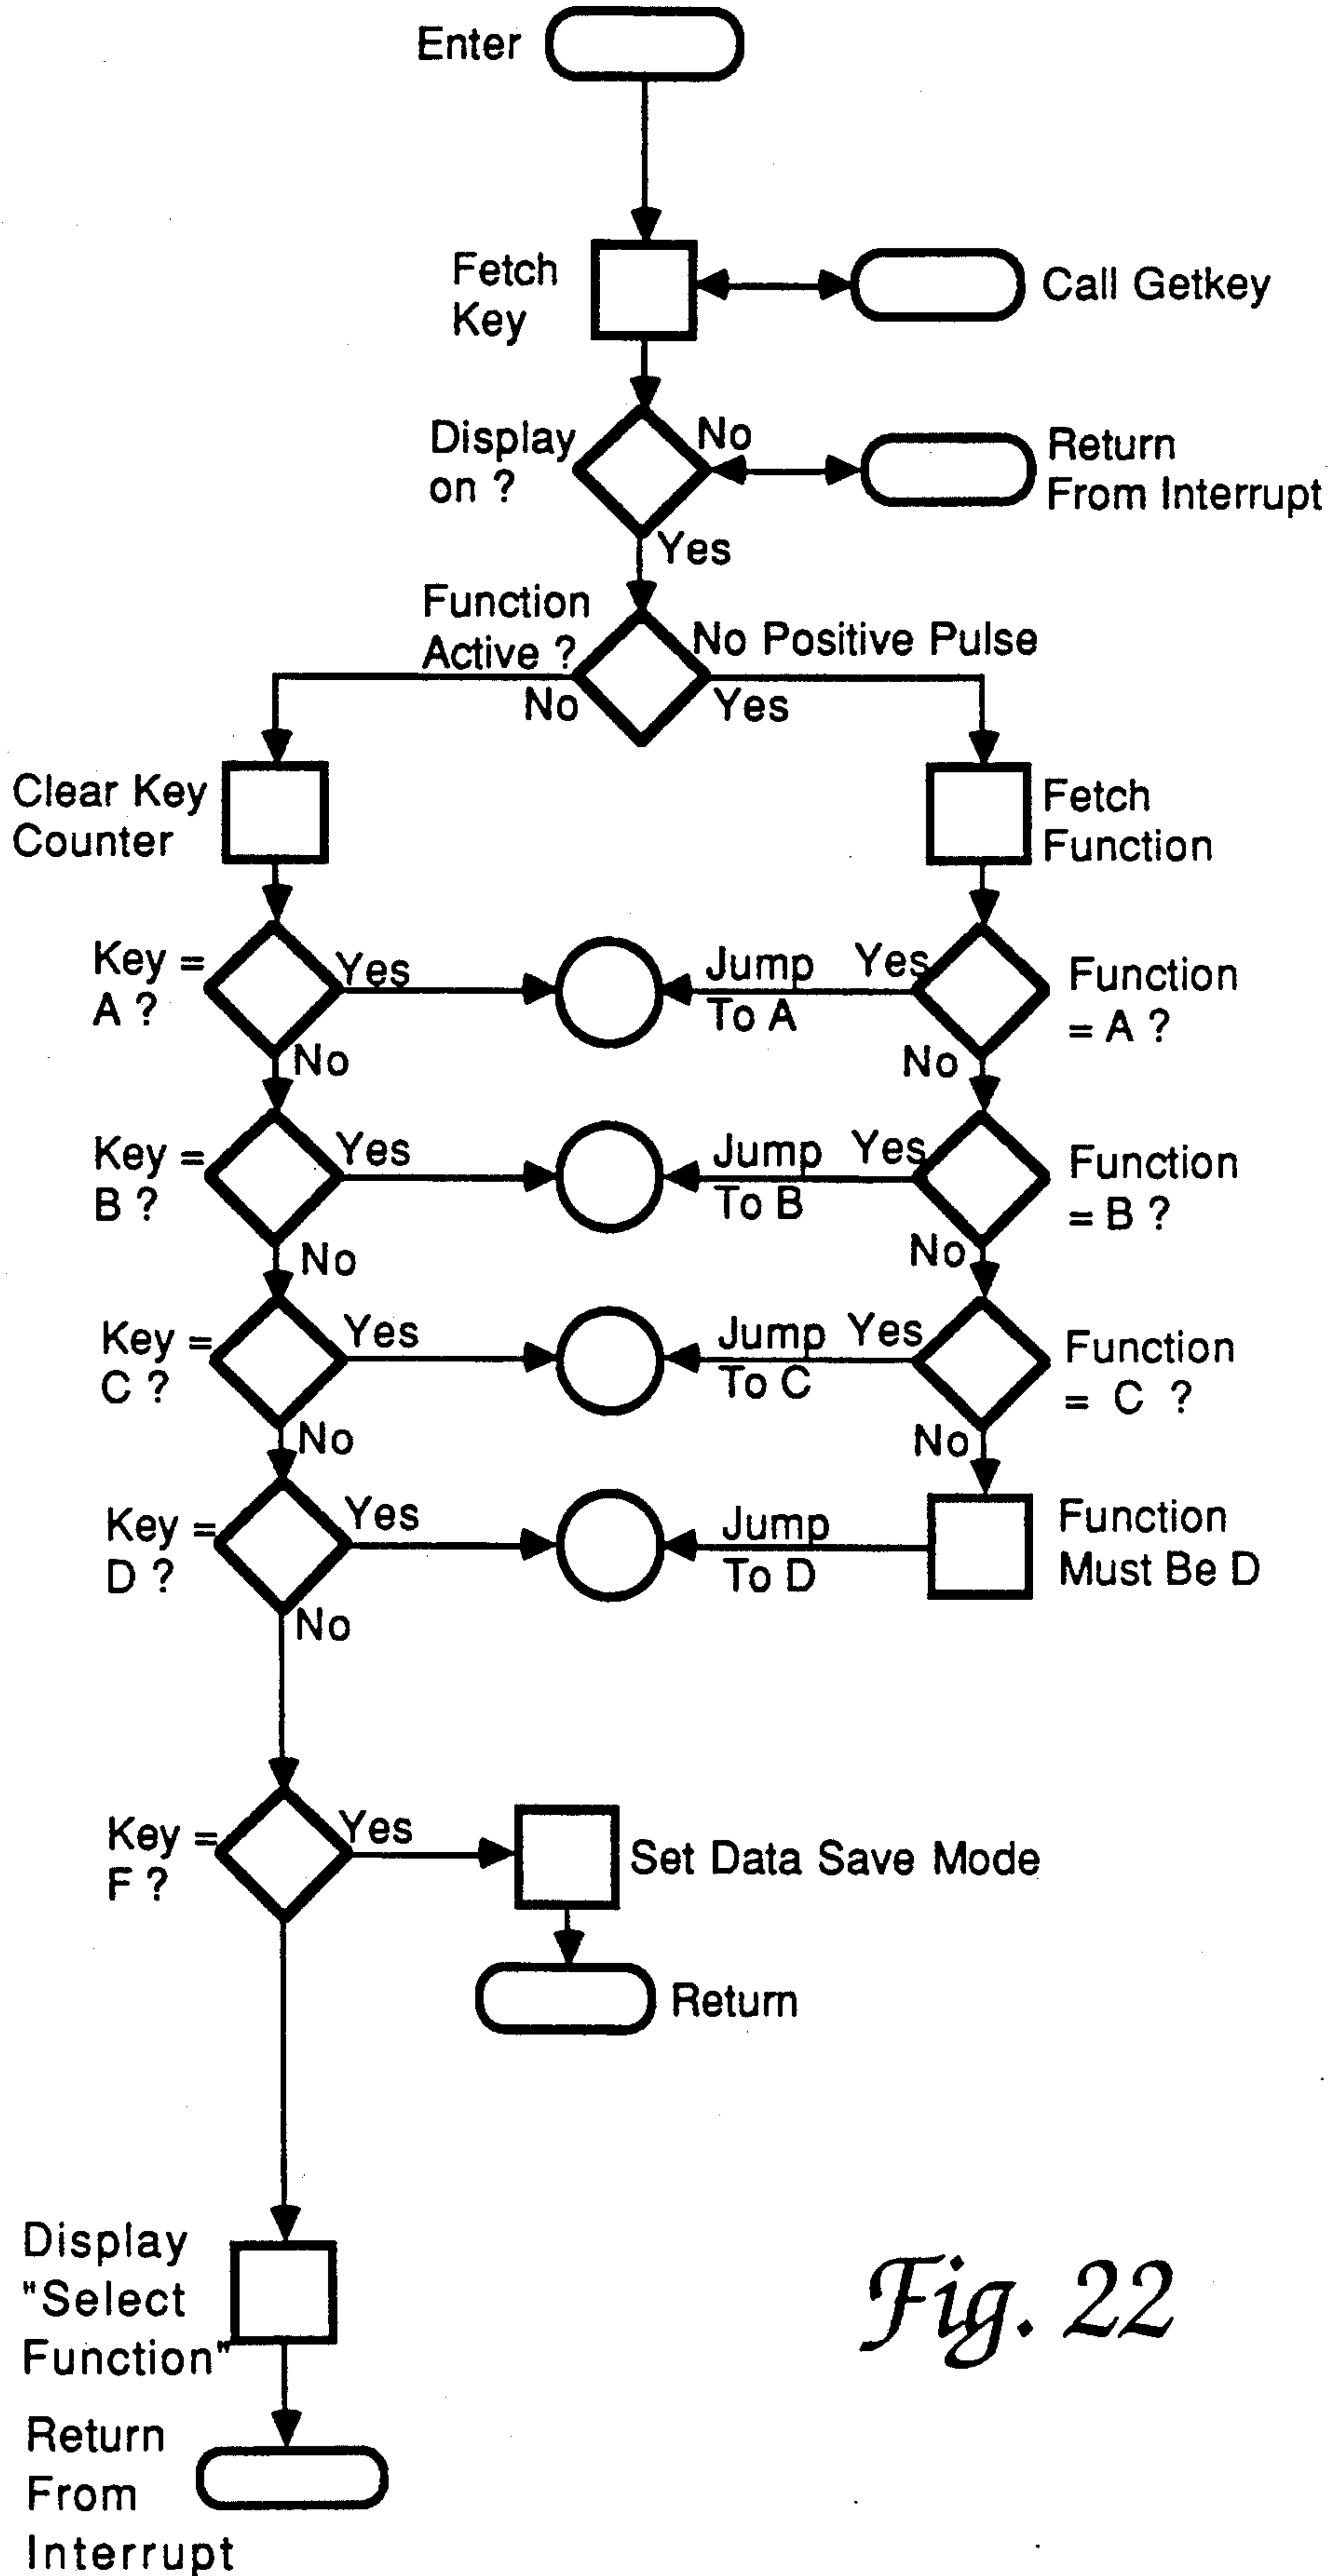 Enter
Fetch
Key
Call Getkey
Display
on ?
No
Return
From Interrupt
Yes
Function
Active ?
No Positive Pulse
No
Yes
Clear Key
Counter
Fetch
Function
Key =
A ?
Yes
Jump
To A
Yes
Function
= A ?
No
No
Key =
B ?
Yes
Jump
To B
Yes
Function
= B ?
No
No
Key =
C ?
Yes
Jump
To C
Yes
Function
= C ?
No
No
Key =
D ?
Yes
Jump
To D
Function
Must Be D
No
Key =
F ?
Yes
Set Data Save Mode
Return
Display
"Select
Function"
Return
From
Interrupt
Fig. 22